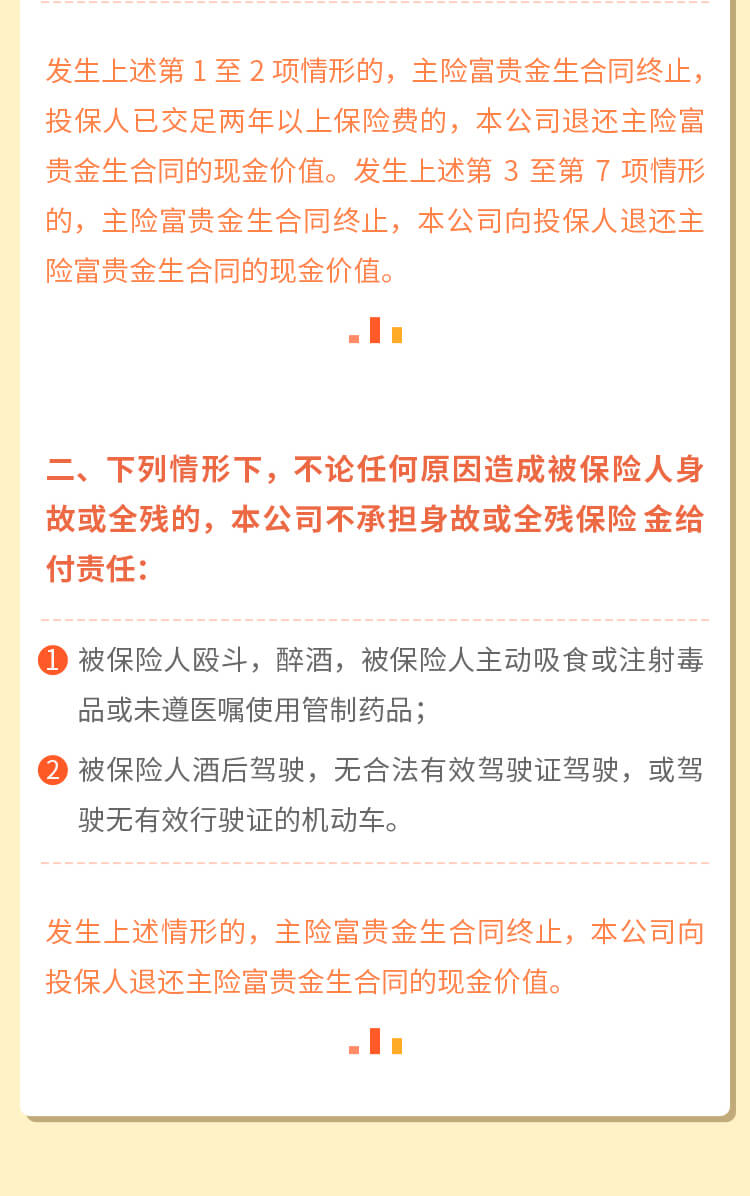 发生上述第 1 至 2 项情形的，主险富贵金生合同终止，
投保人已交足两年以上保险费的，本公司退还主险富
贵金生合同的现金价值。发生上述第 3 至第 7 项情形
的，主险富贵金生合同终止，本公司向投保人退还主
险富贵金生合同的现金价值。
二、下列情形下，不论任何原因造成被保险人身
故或全残的，本公司不承担身故或全残保险 金给
付责任：
1 被保险人殴斗，醉酒，被保险人主动吸食或注射毒
品或未遵医嘱使用管制药品；
2 被保险人酒后驾驶，无合法有效驾驶证驾驶，或驾
驶无有效行驶证的机动车。
发生上述情形的，主险富贵金生合同终止，本公司向
投保人退还主险富贵金生合同的现金价值。